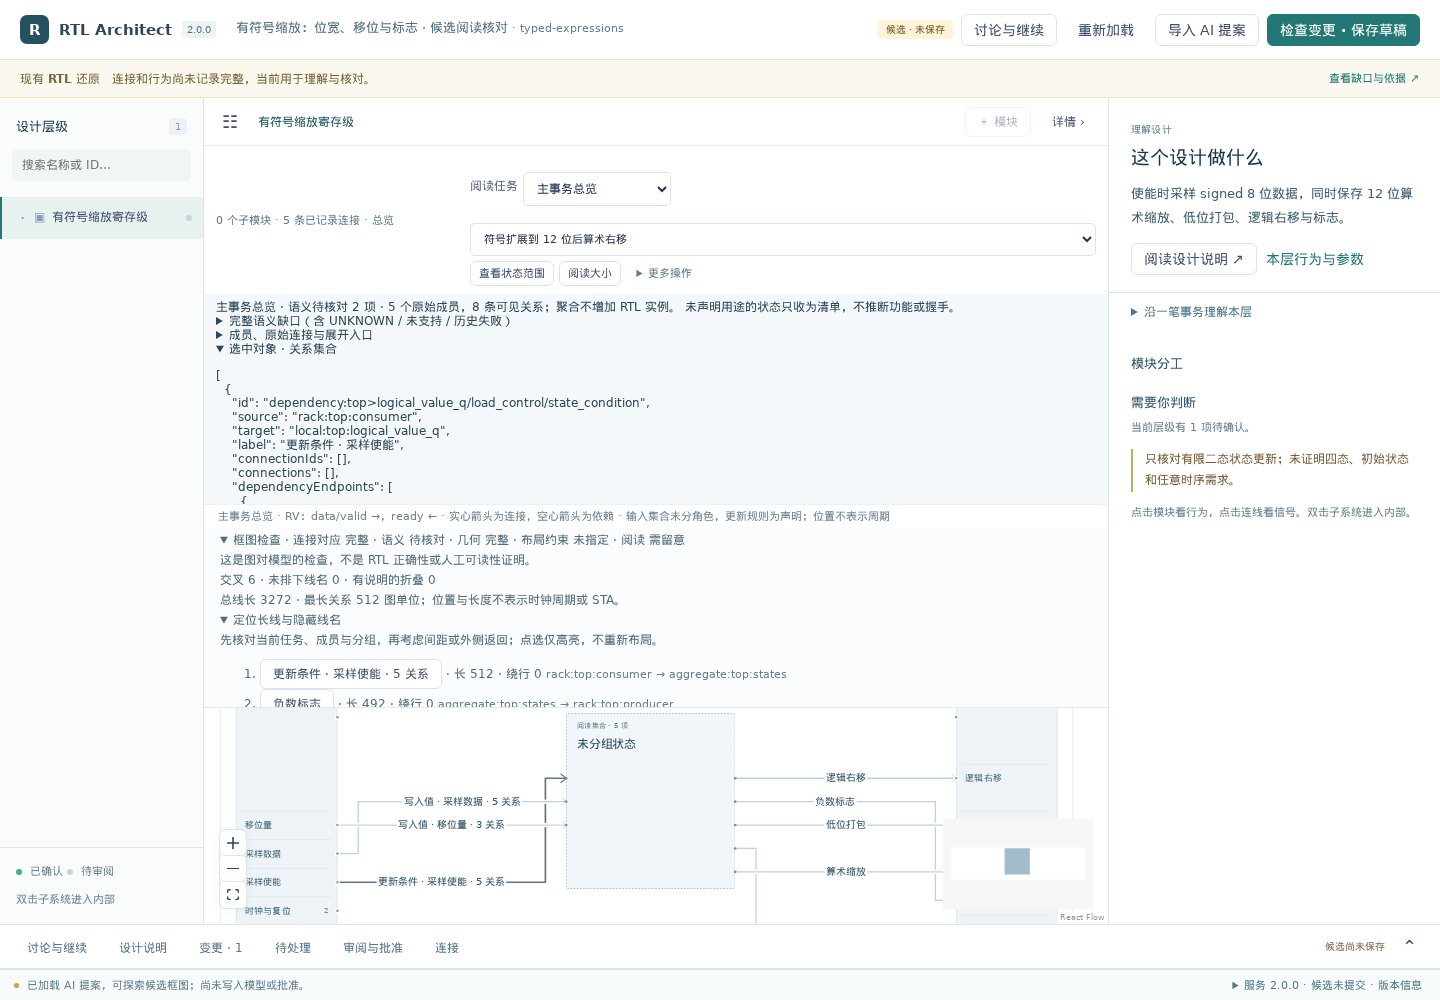 R RTL Architect 2.0.0 有符号缩放：位宽、移位与标志 · 候选阅读核对 · typed-expressions 候选 · 未保存 讨论与继续 重新加载 导入 AI 提案 检查变更 · 保存草稿
现有 RTL 还原 连接和行为尚未记录完整，当前用于理解与核对。 查看缺口与依据 ↗
设计层级 1
搜索名称或 ID…
· ▣ 有符号缩放寄存级
已确认 待审阅
双击子系统进入内部
☷ 有符号缩放寄存级 ＋ 模块 详情 ›
阅读任务 主事务总览
0 个子模块 · 5 条已记录连接 · 总览
符号扩展到 12 位后算术右移
查看状态范围 阅读大小 ▶ 更多操作
主事务总览 · 语义待核对 2 项 · 5 个原始成员，8 条可见关系；聚合不增加 RTL 实例。 未声明用途的状态只收为清单，不推断功能或握手。
▶ 完整语义缺口（含 UNKNOWN / 未支持 / 历史失败）
▶ 成员、原始连接与展开入口
▼ 选中对象 · 关系集合
[
{
"id": "dependency:top>logical_value_q/load_control/state_condition",
"source": "rack:top:consumer",
"target": "local:top:logical_value_q",
"label": "更新条件 · 采样使能",
"connectionIds": [],
"connections": [],
"dependencyEndpoints": [
{
主事务总览 · RV: data/valid →，ready ← · 实心箭头为连接，空心箭头为依赖 · 输入集合未分角色，更新规则为声明；位置不表示周期
▼ 框图检查 · 连接对应 完整 · 语义 待核对 · 几何 完整 · 布局约束 未指定 · 阅读 需留意
这是图对模型的检查，不是 RTL 正确性或人工可读性证明。
交叉 6 · 未排下线名 0 · 有说明的折叠 0
总线长 3272 · 最长关系 512 图单位；位置与长度不表示时钟周期或 STA。
▼ 定位长线与隐藏线名
先核对当前任务、成员与分组，再考虑间距或外侧返回；点选仅高亮，不重新布局。
1. 更新条件 · 采样使能 · 5 关系 · 长 512 · 绕行 0 rack:top:consumer → aggregate:top:states
2. 负数标志 · 长 492 · 绕行 0 aggregate:top:states → rack:top:producer
阅读集合 · 5 项
未分组状态
逻辑右移 逻辑右移
写入值 · 采样数据 · 5 关系 负数标志
移位量 写入值 · 移位量 · 3 关系 低位打包
采样数据
算术缩放
采样使能 更新条件 · 采样使能 · 5 关系
时钟与复位 2
React Flow
理解设计
这个设计做什么
使能时采样 signed 8 位数据，同时保存 12 位算
术缩放、低位打包、逻辑右移与标志。
阅读设计说明 ↗ 本层行为与参数
▶ 沿一笔事务理解本层
模块分工
需要你判断
当前层级有 1 项待确认。
只核对有限二态状态更新；未证明四态、初始状态
和任意时序需求。
点击模块看行为，点击连线看信号。双击子系统进入内部。
讨论与继续 设计说明 变更 · 1 待处理 审阅与批准 连接 候选尚未保存 ⌃
已加载 AI 提案，可探索候选框图；尚未写入模型或批准。 ▶ 服务 2.0.0 · 候选未提交 · 版本信息